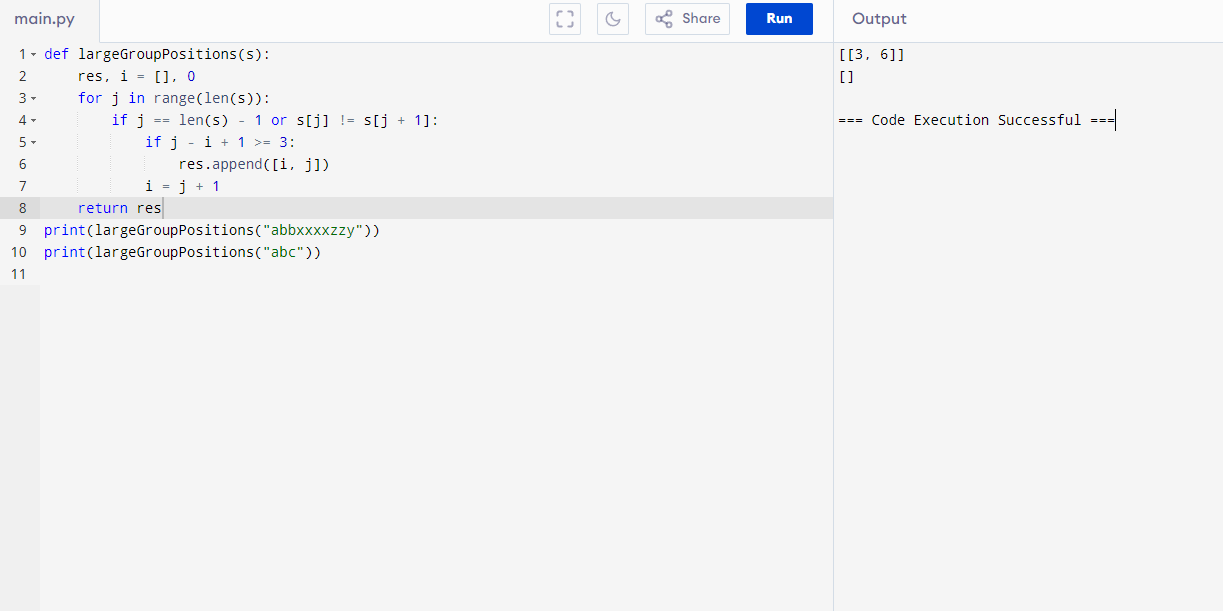 main.py
Share
Run
Output
1 def largeGroupPositions(s):
2     res, i = [], 0
3     for j in range(len(s)):
4         if j == len(s) - 1 or s[j] != s[j + 1]:
5             if j - i + 1 >= 3:
6                 res.append([i, j])
7             i = j + 1
8     return res
9 print(largeGroupPositions("abbxxxxzzy"))
10 print(largeGroupPositions("abc"))
11
[[3, 6]]
[]
=== Code Execution Successful ===